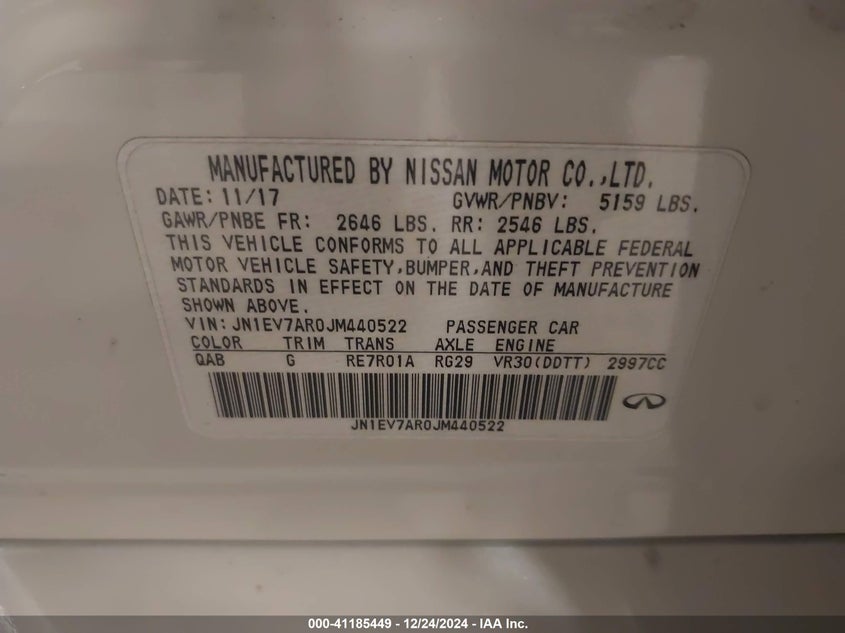 MANUFACTURED BY NISSAN MOTOR CO.,LTD.
DATE: 11/17 GVWR/PNBV: 5159 LBS.
GAWR/PNBE FR: 2646 LBS. RR: 2546 LBS.
THIS VEHICLE CONFORMS TO ALL APPLICABLE FEDERAL
MOTOR VEHICLE SAFETY,BUMPER,AND THEFT PREVENTION
STANDARDS IN EFFECT ON THE DATE OF MANUFACTURE
SHOWN ABOVE.
VIN: JN1EV7AR0JM440522 PASSENGER CAR
COLOR TRIM TRANS AXLE ENGINE
QAB G RE7R01A RG29 VR30(DDTT) 2997CC
JN1EV7AR0JM440522
000-41185449 - 12/24/2024 - IAA Inc.